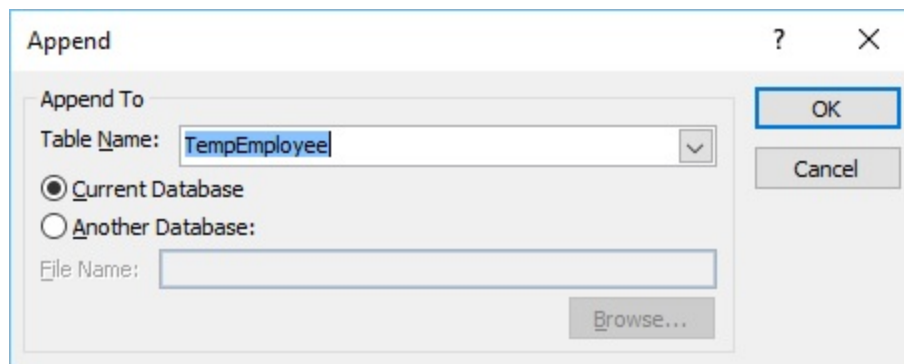 Append ?
Append To
Table Name: TempEmployee
Current Database
Another Database:
File Name:
Browse...
OK
Cancel